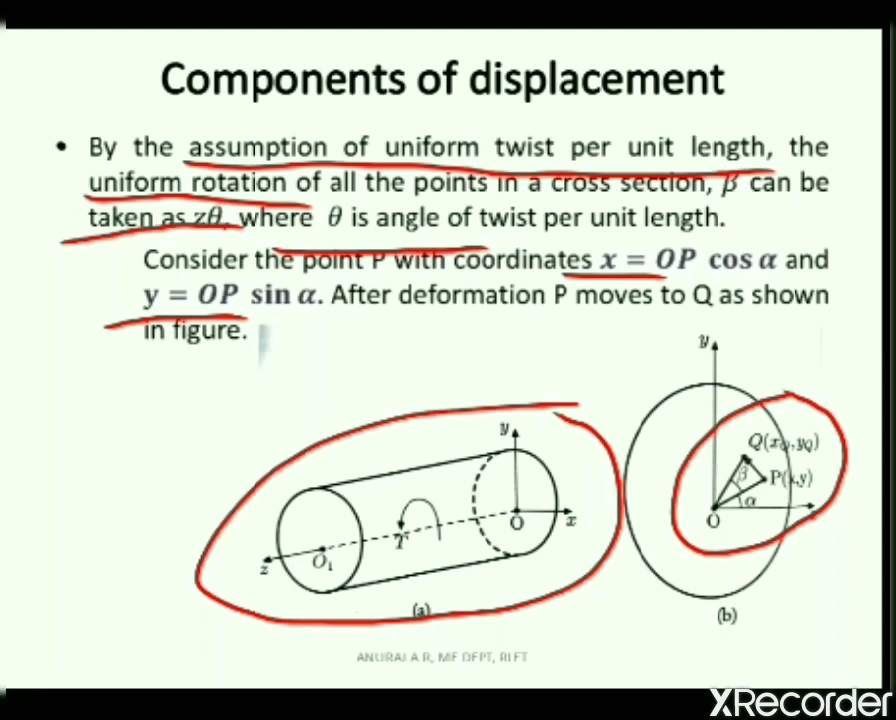 Components of displacement
• By the assumption of uniform twist per unit length, the
uniform rotation of all the points in a cross section, β can be
taken as zθ, where θ is angle of twist per unit length.
Consider the point P with coordinates x = OP cos α and
y = OP sin α. After deformation P moves to Q as shown
in figure.
y
O
x
T
O₁
z
(a)
y
Q(x_Q, y_Q)
β
P(x,y)
α
O
(b)
ANURAJ A R, ME DEPT, RIET
XRecorder